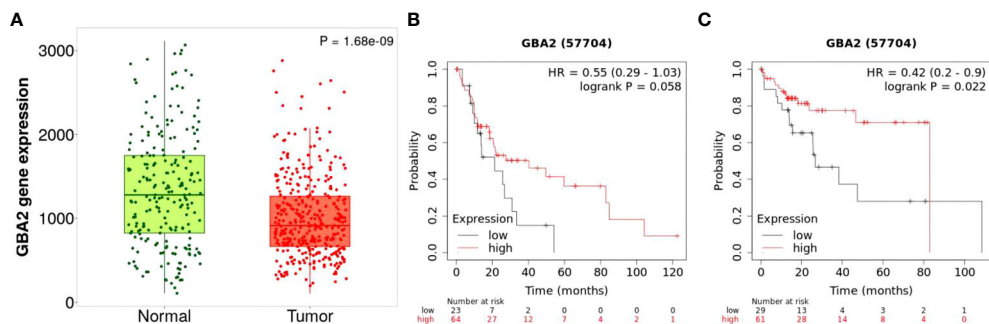 A
P = 1.68e-09
GBA2 gene expression
3000
2000
1000
0
Normal
Tumor
B
GBA2 (57704)
HR = 0.55 (0.29 - 1.03)
logrank P = 0.058
Probability
1.0
0.8
0.6
0.4
0.2
0.0
Expression
low
high
0 20 40 60 80 100 120
Time (months)
Number at risk
low 23 7 2 0 0 0 0
high 64 27 12 7 4 2 1
C
GBA2 (57704)
HR = 0.42 (0.2 - 0.9)
logrank P = 0.022
Probability
1.0
0.8
0.6
0.4
0.2
0.0
Expression
low
high
0 20 40 60 80 100
Time (months)
Number at risk
low 29 13 4 3 2 1
high 61 28 14 8 4 0